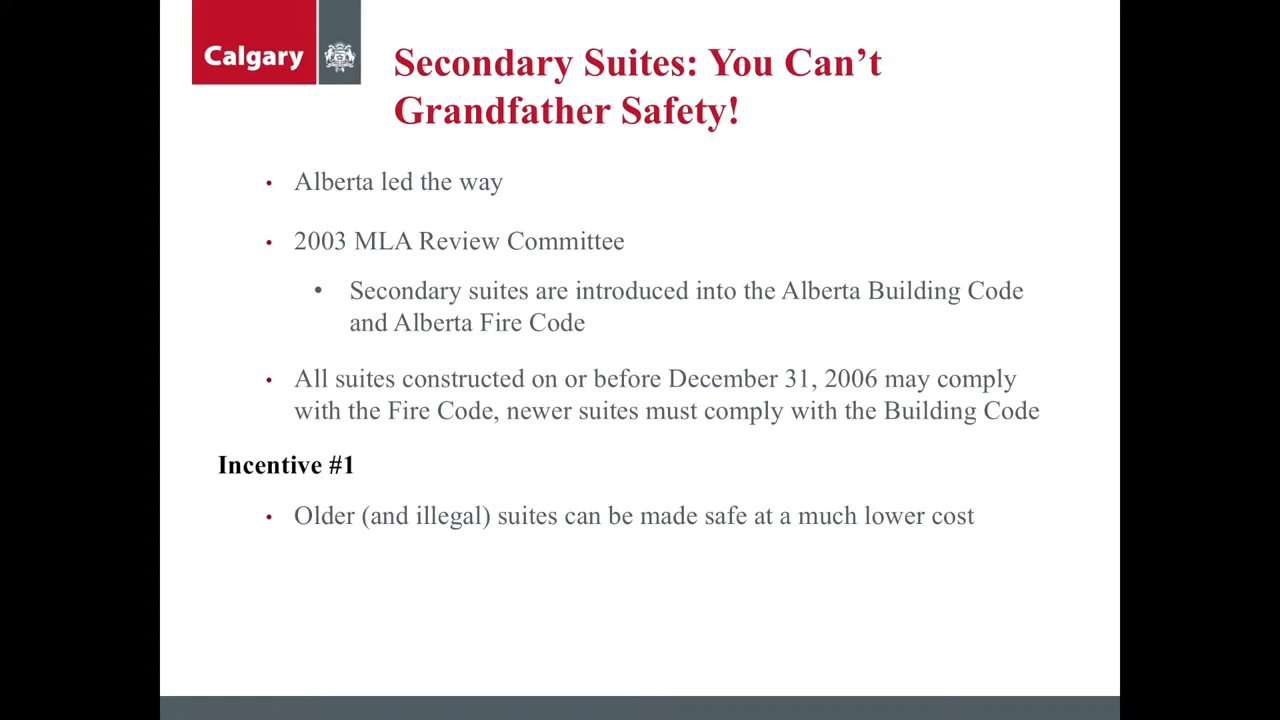 Calgary
Secondary Suites: You Can’t
Grandfather Safety!
• Alberta led the way
• 2003 MLA Review Committee
• Secondary suites are introduced into the Alberta Building Code
and Alberta Fire Code
• All suites constructed on or before December 31, 2006 may comply
with the Fire Code, newer suites must comply with the Building Code
Incentive #1
• Older (and illegal) suites can be made safe at a much lower cost